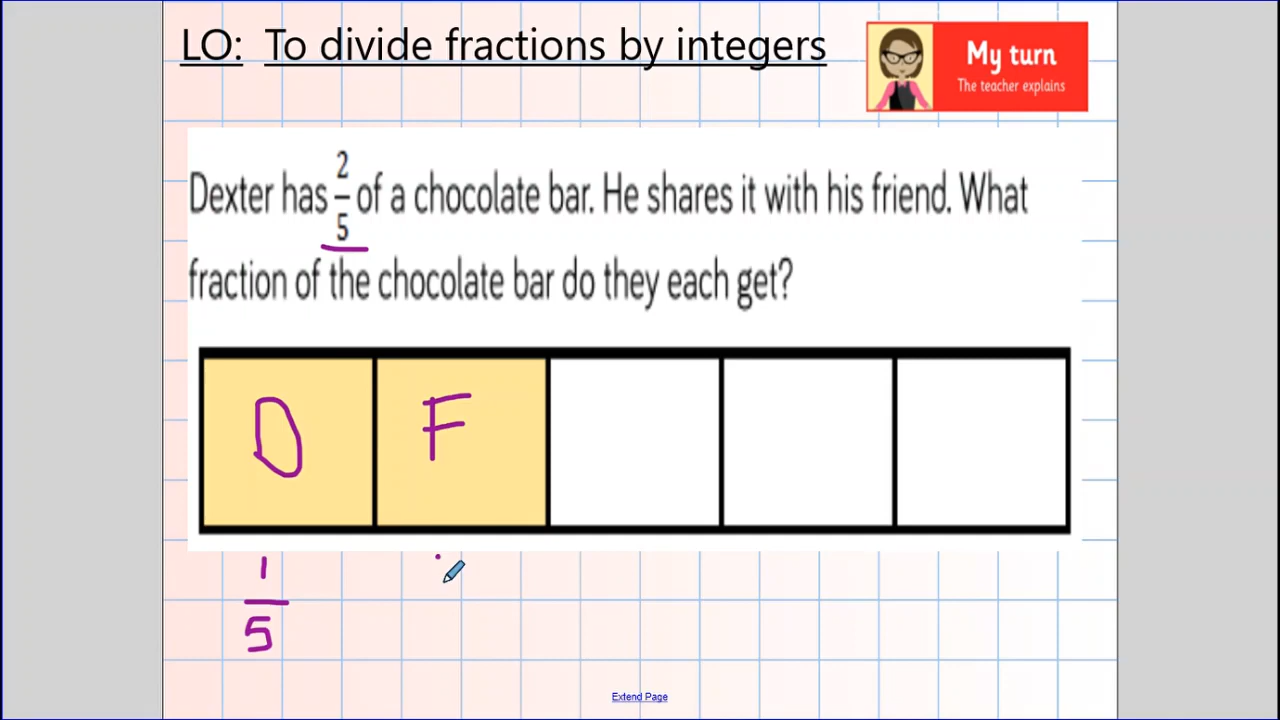 LO: To divide fractions by integers
My turn
The teacher explains
Dexter has 2/5 of a chocolate bar. He shares it with his friend. What
fraction of the chocolate bar do they each get?
D F
1/5
Extend Page